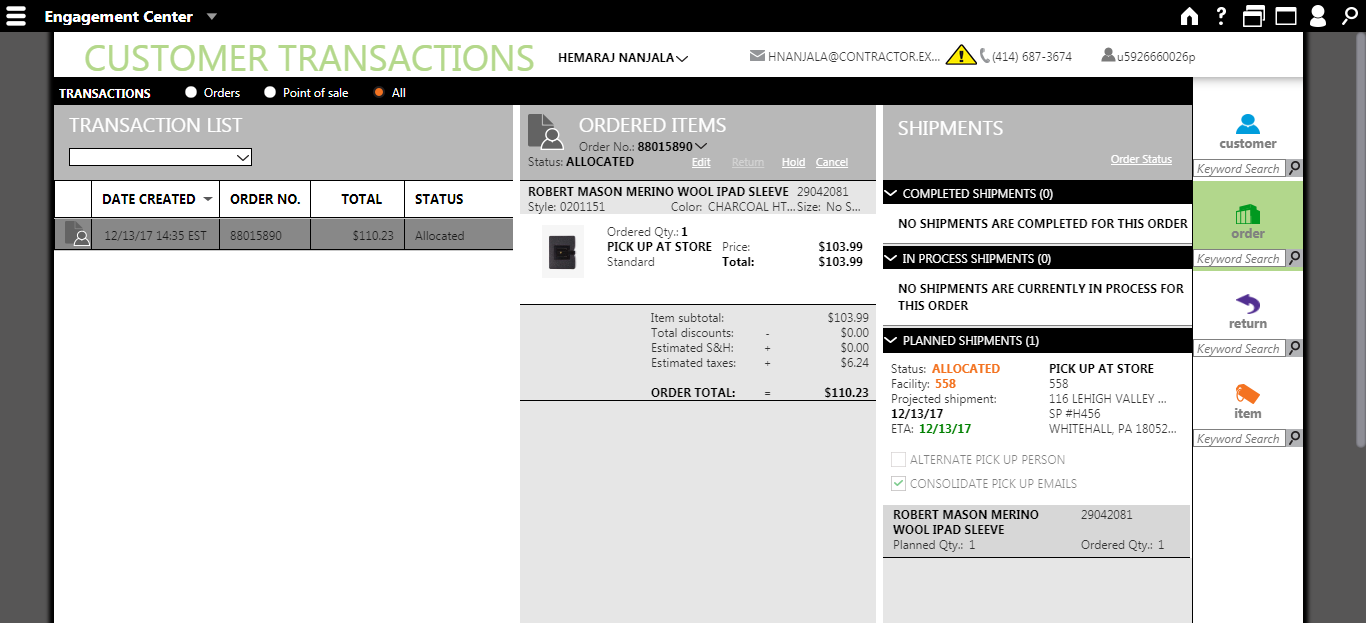 Engagement Center
CUSTOMER TRANSACTIONS
HEMARAJ NANJALA
HNANJALA@CONTRACTOR.EX...
(414) 687-3674
u5926660026p
TRANSACTIONS
Orders
Point of sale
All
TRANSACTION LIST
DATE CREATED ORDER NO. TOTAL STATUS
12/13/17 14:35 EST 88015890 $110.23 Allocated
ORDERED ITEMS
Order No.: 88015890
Status: ALLOCATED Edit Return Hold Cancel
ROBERT MASON MERINO WOOL IPAD SLEEVE 29042081
Style: 0201151 Color: CHARCOAL HT... Size: No S...
Ordered Qty.: 1
PICK UP AT STORE Price: $103.99
Standard Total: $103.99
Item subtotal: $103.99
Total discounts: - $0.00
Estimated S&H: + $0.00
Estimated taxes: + $6.24
ORDER TOTAL: = $110.23
SHIPMENTS
Order Status
COMPLETED SHIPMENTS (0)
NO SHIPMENTS ARE COMPLETED FOR THIS ORDER
IN PROCESS SHIPMENTS (0)
NO SHIPMENTS ARE CURRENTLY IN PROCESS FOR
THIS ORDER
PLANNED SHIPMENTS (1)
Status: ALLOCATED
Facility: 558
Projected shipment:
12/13/17
ETA: 12/13/17
PICK UP AT STORE
558
116 LEHIGH VALLEY ...
SP #H456
WHITEHALL, PA 18052...
ALTERNATE PICK UP PERSON
CONSOLIDATE PICK UP EMAILS
ROBERT MASON MERINO 29042081
WOOL IPAD SLEEVE
Planned Qty.: 1 Ordered Qty.: 1
customer
Keyword Search
order
Keyword Search
return
Keyword Search
item
Keyword Search